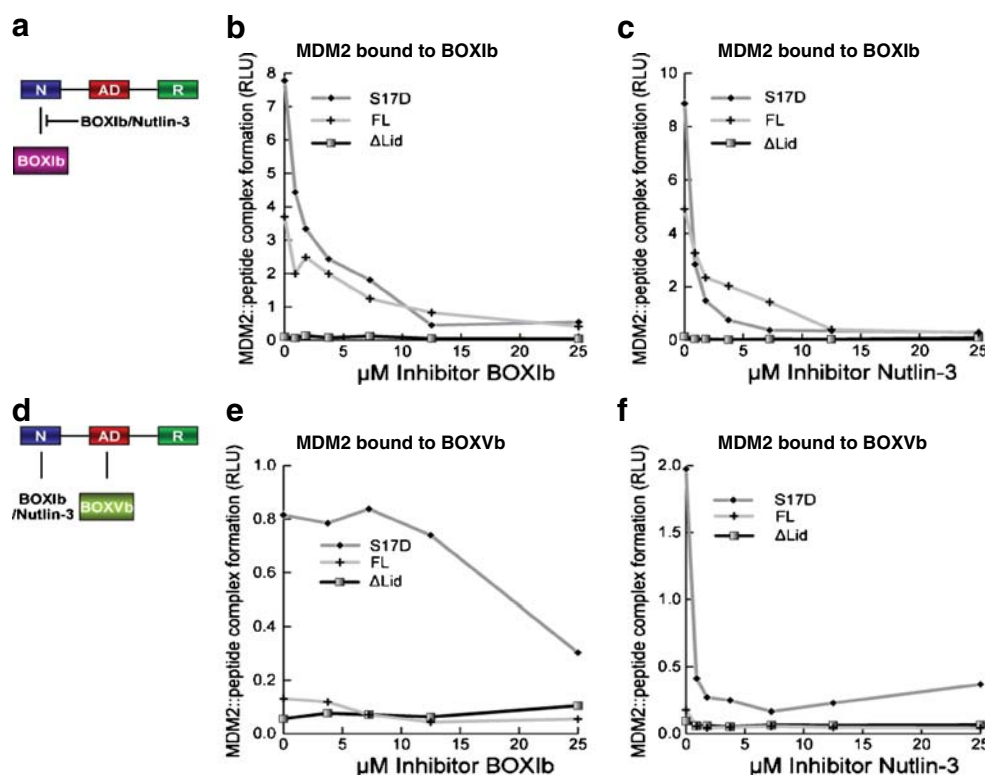 a
N AD R
BOXIb/Nutlin-3
BOXIb
b
MDM2 bound to BOXIb
MDM2::peptide complex formation (RLU)
8
7
6
5
4
3
2
1
0
S17D
FL
ΔLid
0 5 10 15 20 25
µM Inhibitor BOXIb
c
MDM2 bound to BOXIb
MDM2::peptide complex formation (RLU)
10
8
6
4
2
0
S17D
FL
ΔLid
0 5 10 15 20 25
µM Inhibitor Nutlin-3
d
N AD R
BOXIb
/Nutlin-3
BOXVb
e
MDM2 bound to BOXVb
MDM2::peptide complex formation (RLU)
1.0
0.8
0.6
0.4
0.2
0.0
S17D
FL
ΔLid
0 5 10 15 20 25
µM Inhibitor BOXIb
f
MDM2 bound to BOXVb
MDM2::peptide complex formation (RLU)
2.0
1.5
1.0
0.5
0.0
S17D
FL
ΔLid
0 5 10 15 20 25
µM Inhibitor Nutlin-3